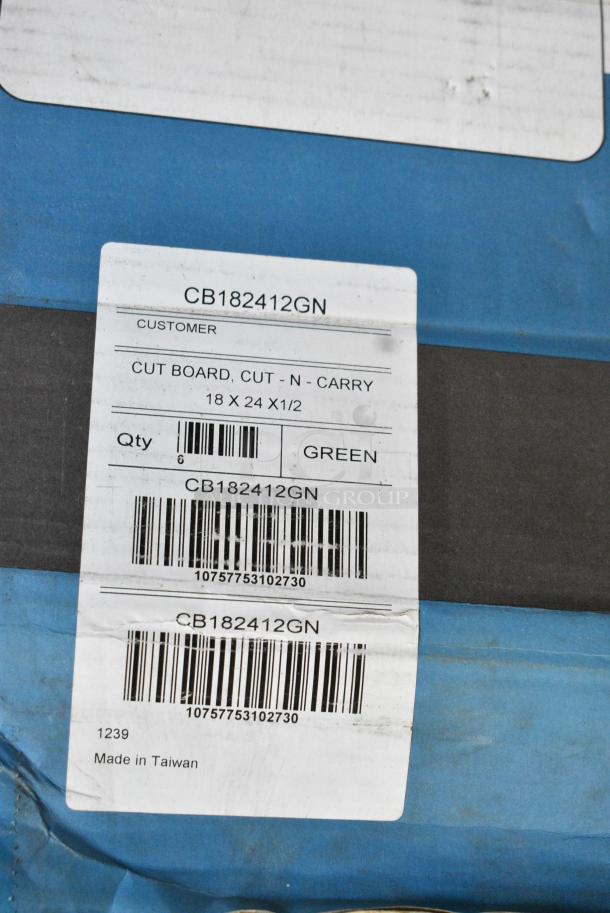 CB182412GN
CUSTOMER
CUT BOARD, CUT - N - CARRY
18 X 24 X1/2
Qty
6
GREEN
CB182412GN
GROUP
10757753102730
CB182412GN
10757753102730
1239
Made in Taiwan